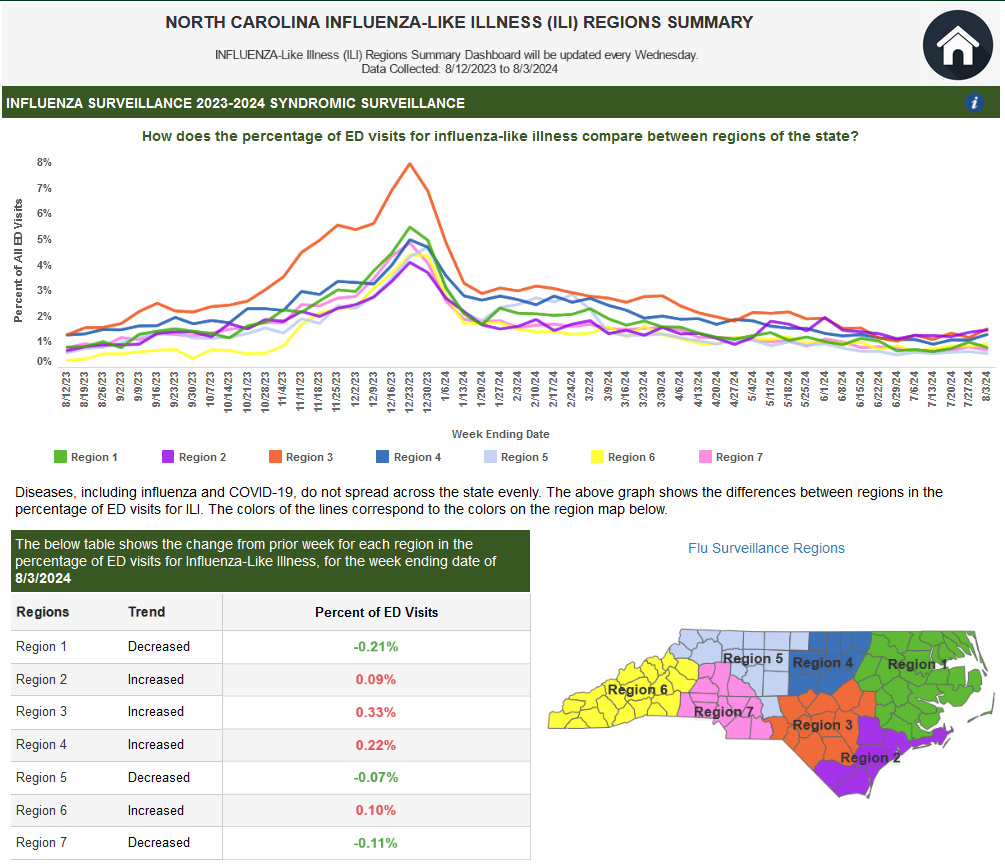 NORTH CAROLINA INFLUENZA-LIKE ILLNESS (ILI) REGIONS SUMMARY
INFLUENZA-Like Illness (ILI) Regions Summary Dashboard will be updated every Wednesday.
Data Collected: 8/12/2023 to 8/3/2024
INFLUENZA SURVEILLANCE 2023-2024 SYNDROMIC SURVEILLANCE
i
How does the percentage of ED visits for influenza-like illness compare between regions of the state?
Percent of All ED Visits
8%
7%
6%
5%
4%
3%
2%
1%
0%
8/12/23
8/19/23
8/26/23
9/2/23
9/9/23
9/16/23
9/23/23
9/30/23
10/7/23
10/14/23
10/21/23
10/28/23
11/4/23
11/11/23
11/18/23
11/25/23
12/2/23
12/9/23
12/16/23
12/23/23
12/30/23
1/6/24
1/13/24
1/20/24
1/27/24
2/3/24
2/10/24
2/17/24
2/24/24
3/2/24
3/9/24
3/16/24
3/23/24
3/30/24
4/6/24
4/13/24
4/20/24
4/27/24
5/4/24
5/11/24
5/18/24
5/25/24
6/1/24
6/8/24
6/15/24
6/22/24
6/29/24
7/6/24
7/13/24
7/20/24
7/27/24
8/3/24
Week Ending Date
Region 1 Region 2 Region 3 Region 4 Region 5 Region 6 Region 7
Diseases, including influenza and COVID-19, do not spread across the state evenly. The above graph shows the differences between regions in the
percentage of ED visits for ILI. The colors of the lines correspond to the colors on the region map below.
The below table shows the change from prior week for each region in the
percentage of ED visits for Influenza-Like Illness, for the week ending date of
8/3/2024
Regions Trend Percent of ED Visits
Region 1 Decreased -0.21%
Region 2 Increased 0.09%
Region 3 Increased 0.33%
Region 4 Increased 0.22%
Region 5 Decreased -0.07%
Region 6 Increased 0.10%
Region 7 Decreased -0.11%
Flu Surveillance Regions
Region 5
Region 4
Region 1
Region 6
Region 7
Region 3
Region 2